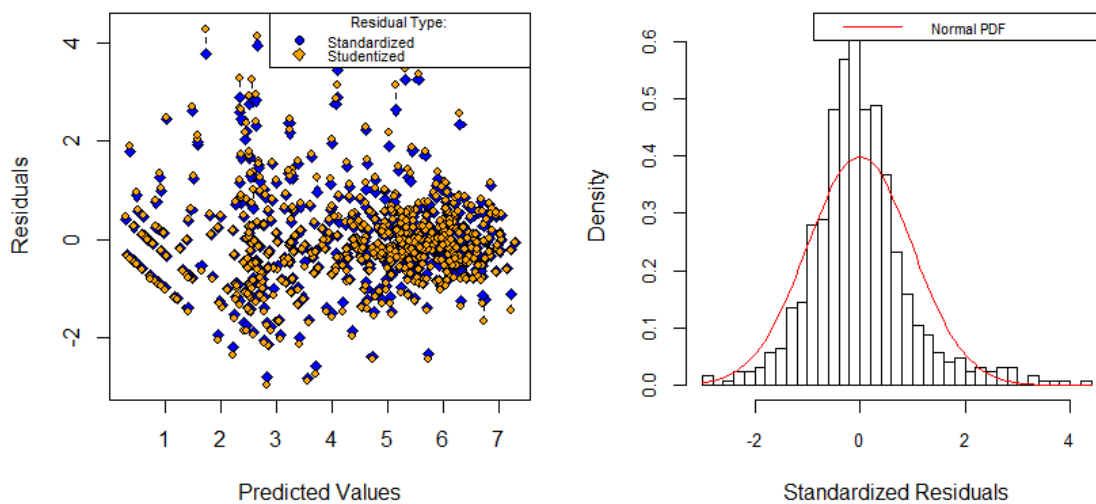 Residual Type:
Standardized
Studentized
Residuals
4
2
0
-2
1 2 3 4 5 6 7
Predicted Values
Normal PDF
Density
0.6
0.5
0.4
0.3
0.2
0.1
0.0
-2 0 2 4
Standardized Residuals